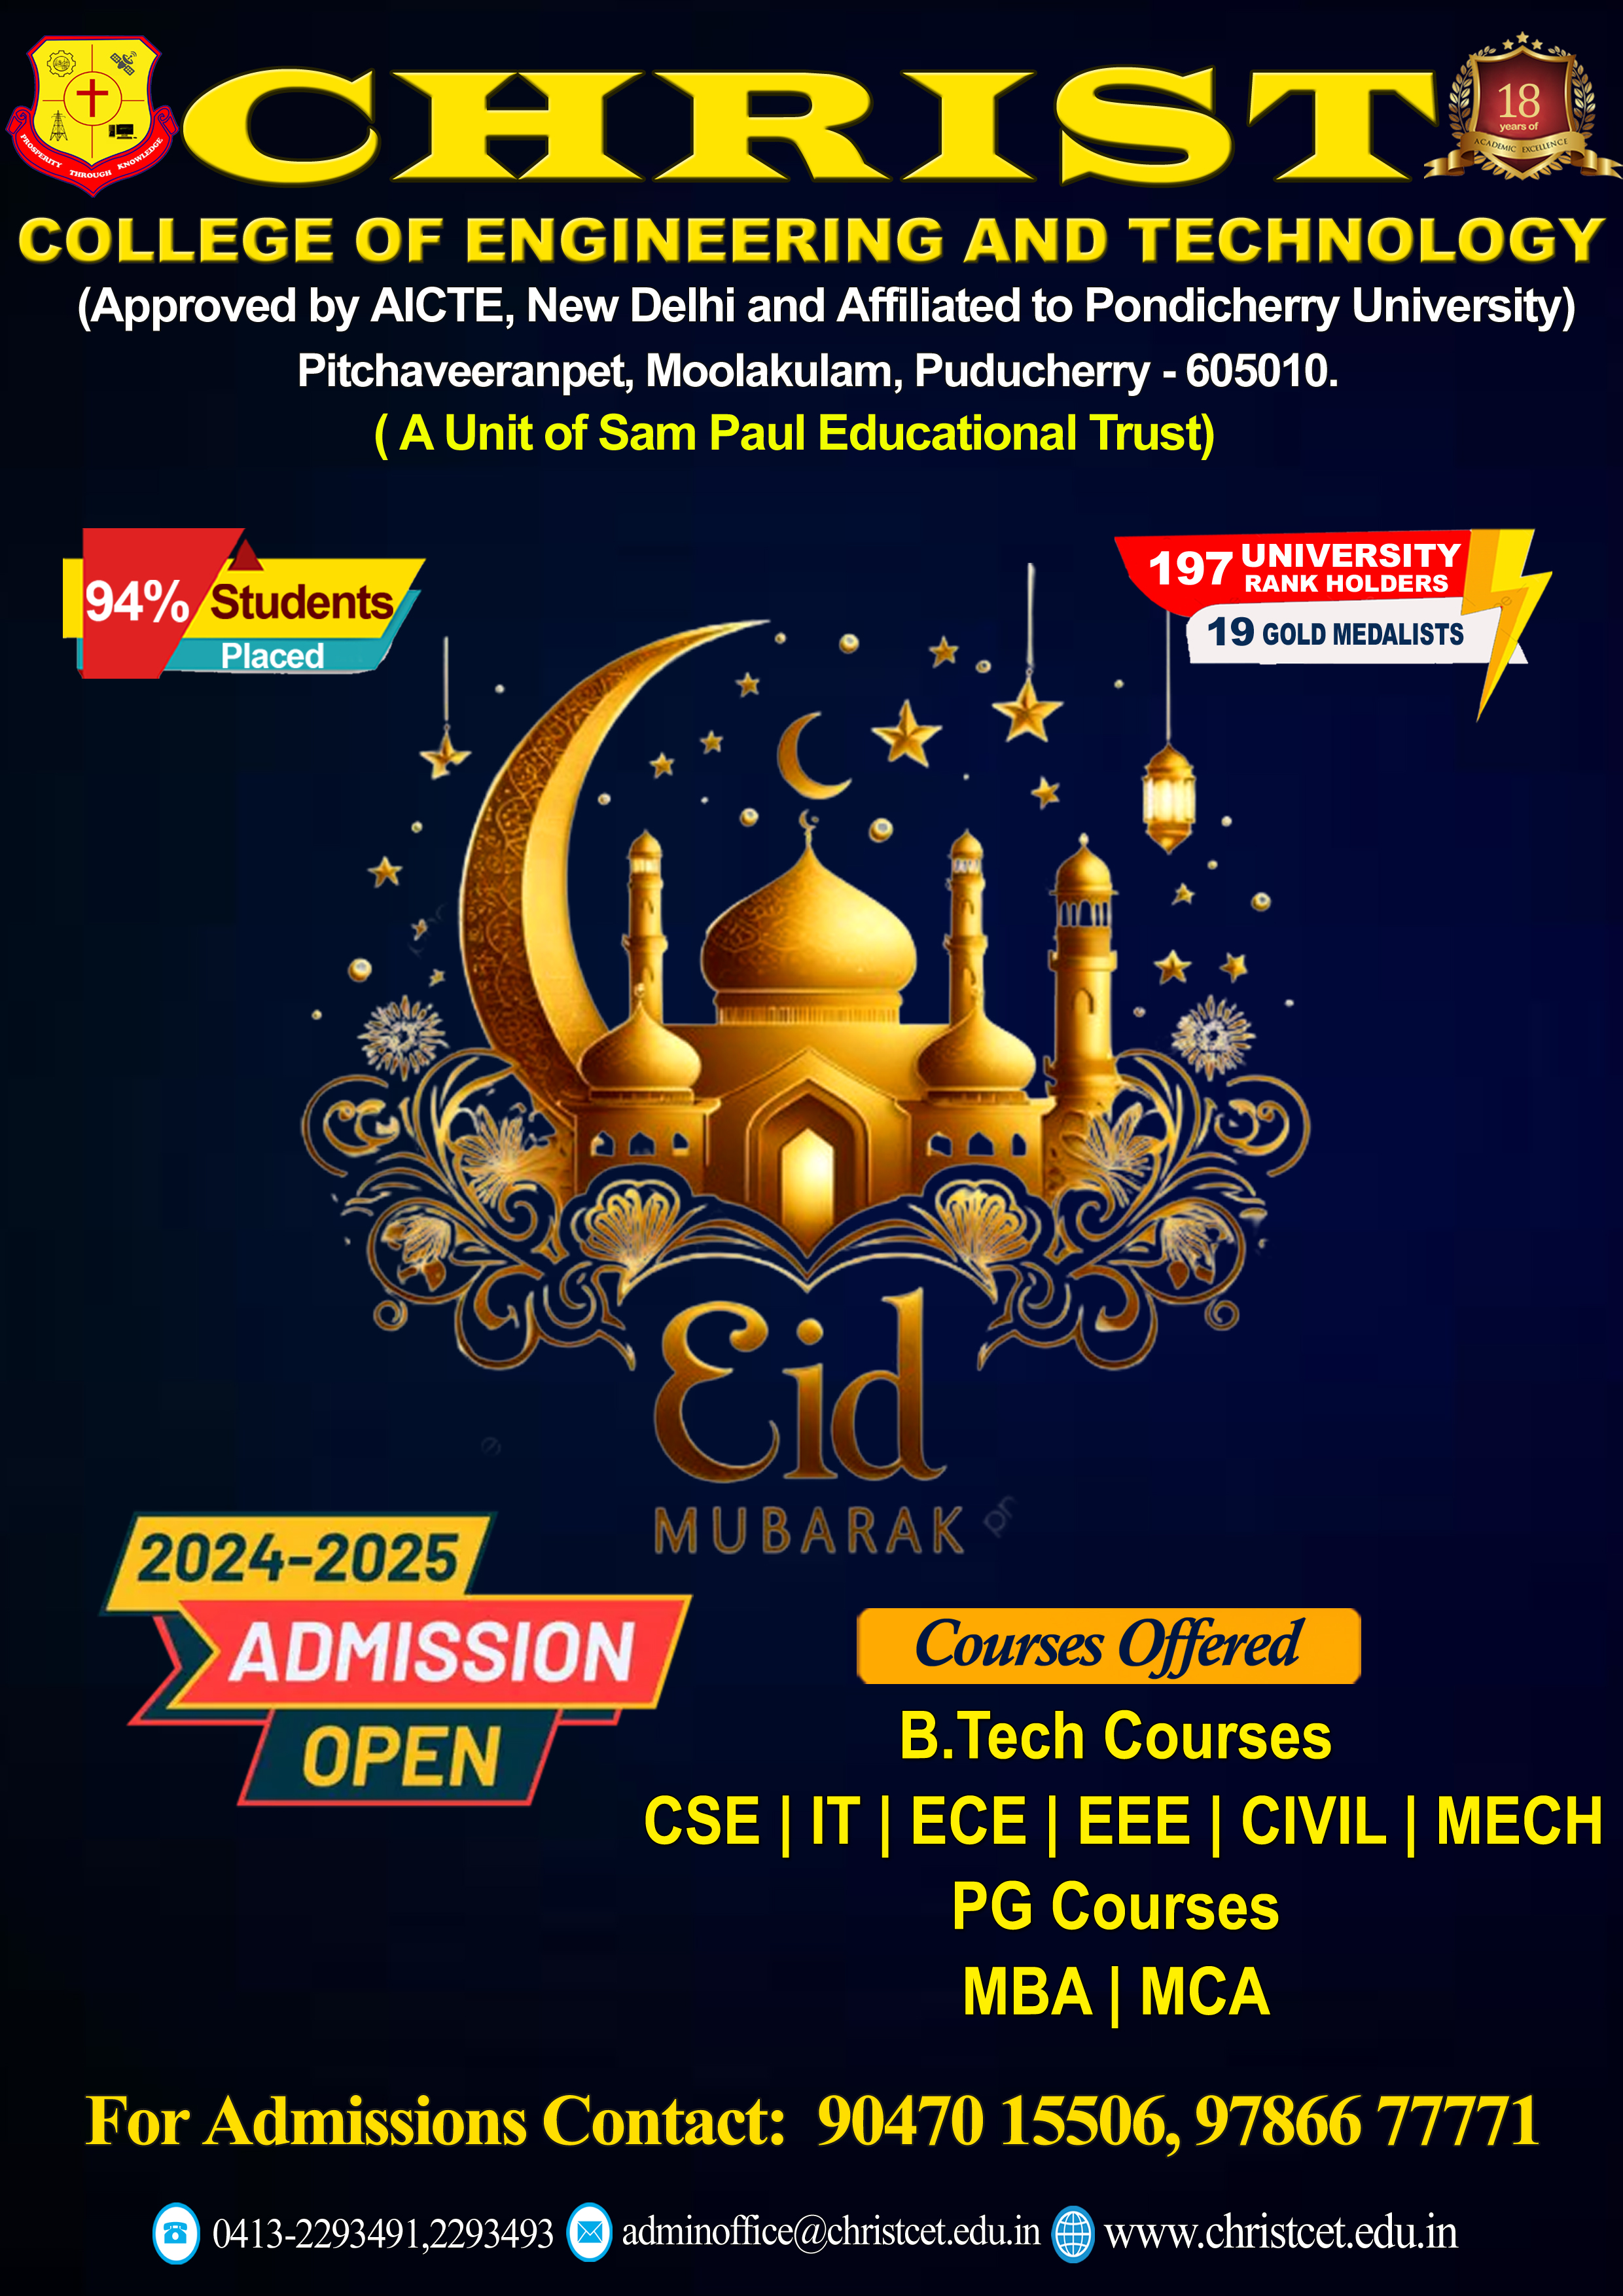 PROSPERITY THROUGH KNOWLEDGE
CHRIST
18
years of
ACADEMIC EXCELLENCE
COLLEGE OF ENGINEERING AND TECHNOLOGY
(Approved by AICTE, New Delhi and Affiliated to Pondicherry University)
Pitchaveeranpet, Moolakulam, Puducherry - 605010.
( A Unit of Sam Paul Educational Trust)
94% Students
Placed
197 UNIVERSITY
RANK HOLDERS
19 GOLD MEDALISTS
Eid
MUBARAK
2024-2025
ADMISSION
OPEN
Courses Offered
B.Tech Courses
CSE | IT | ECE | EEE | CIVIL | MECH
PG Courses
MBA | MCA
For Admissions Contact: 90470 15506, 97866 77771
0413-2293491,2293493 adminoffice@christcet.edu.in www.christcet.edu.in